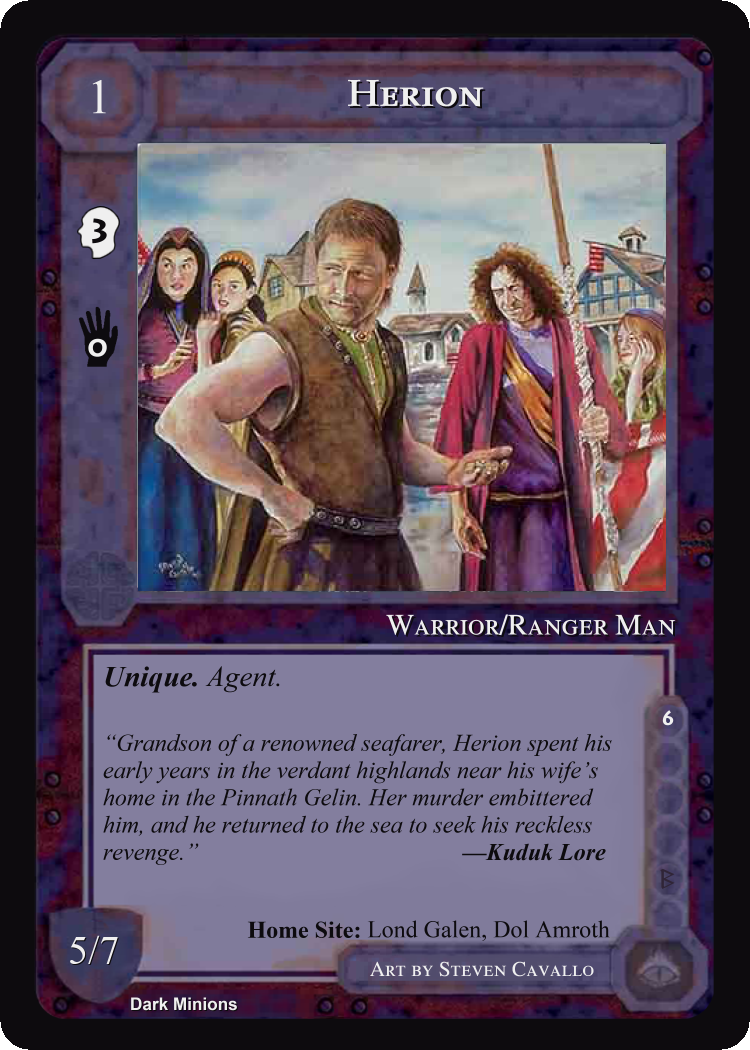 1
Herion
3
0
Warrior/Ranger Man
Unique. Agent.
6
“Grandson of a renowned seafarer, Herion spent his
early years in the verdant highlands near his wife’s
home in the Pinnath Gelin. Her murder embittered
him, and he returned to the sea to seek his reckless
revenge.” —Kuduk Lore
Home Site: Lond Galen, Dol Amroth
5/7
Art by Steven Cavallo
Dark Minions